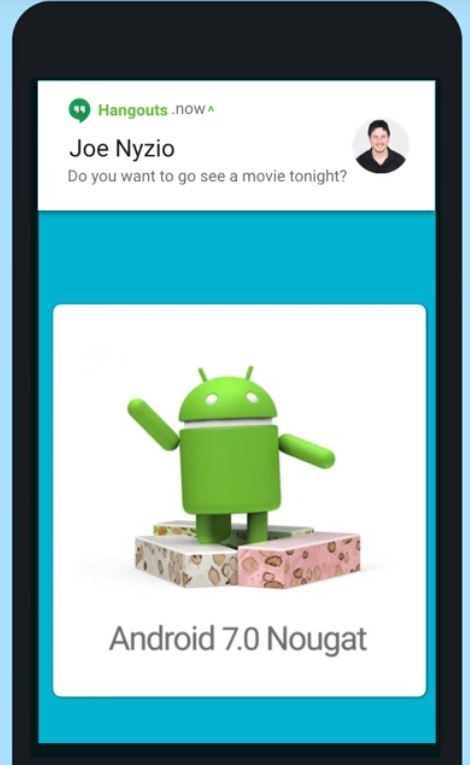 Hangouts .now ^
Joe Nyzio
Do you want to go see a movie tonight?
Android 7.0 Nougat